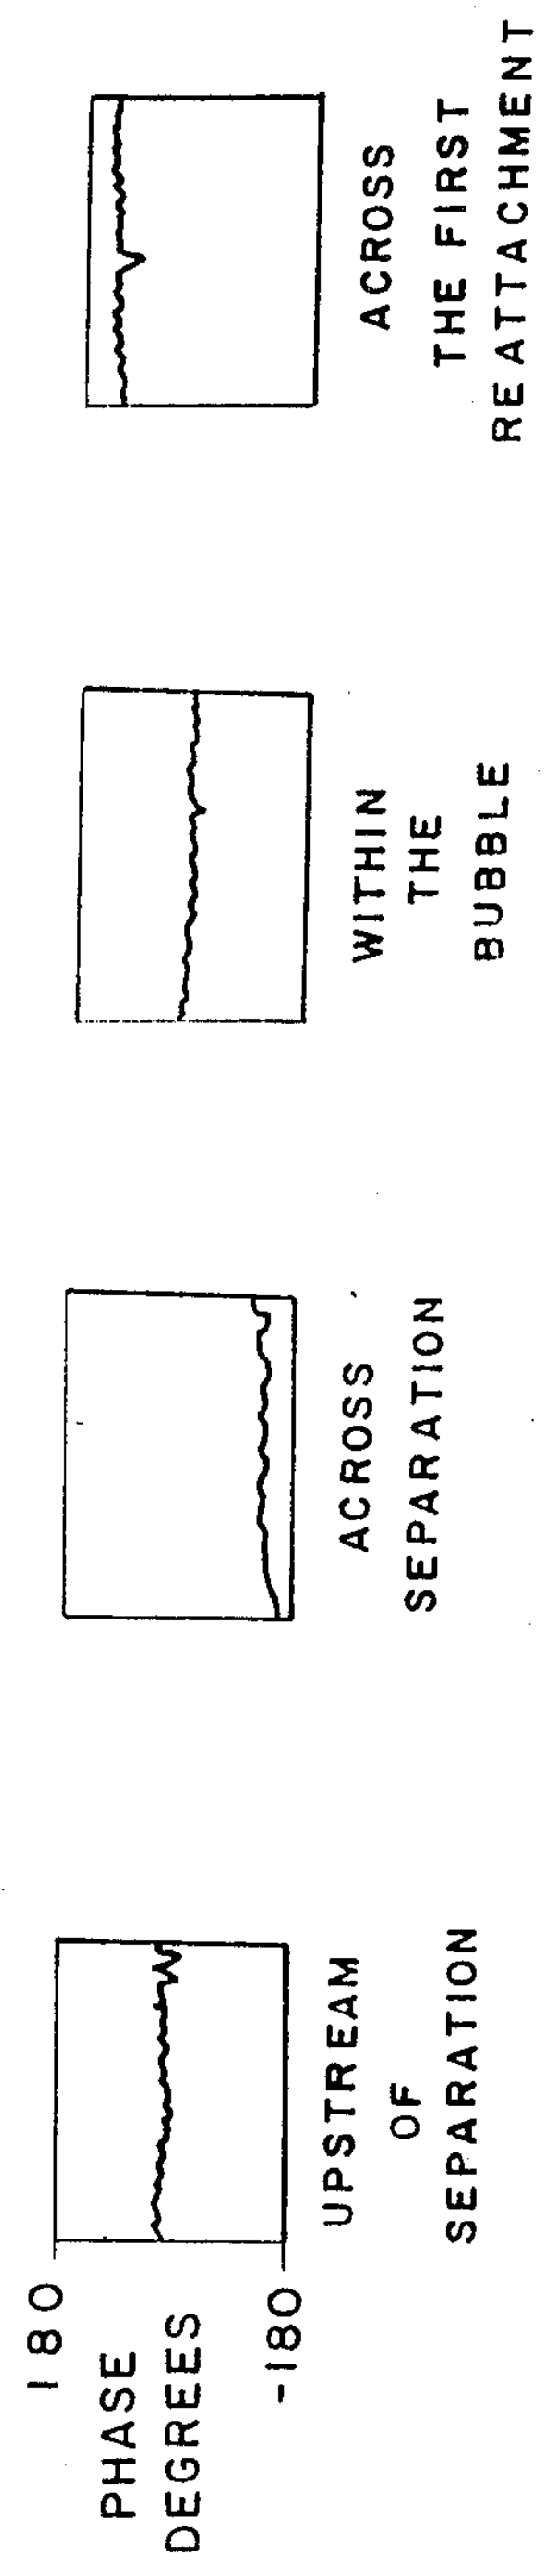 180
PHASE
DEGREES
-180
UPSTREAM
OF
SEPARATION
ACROSS
SEPARATION
WITHIN
THE
BUBBLE
ACROSS
THE FIRST
REATTACHMENT